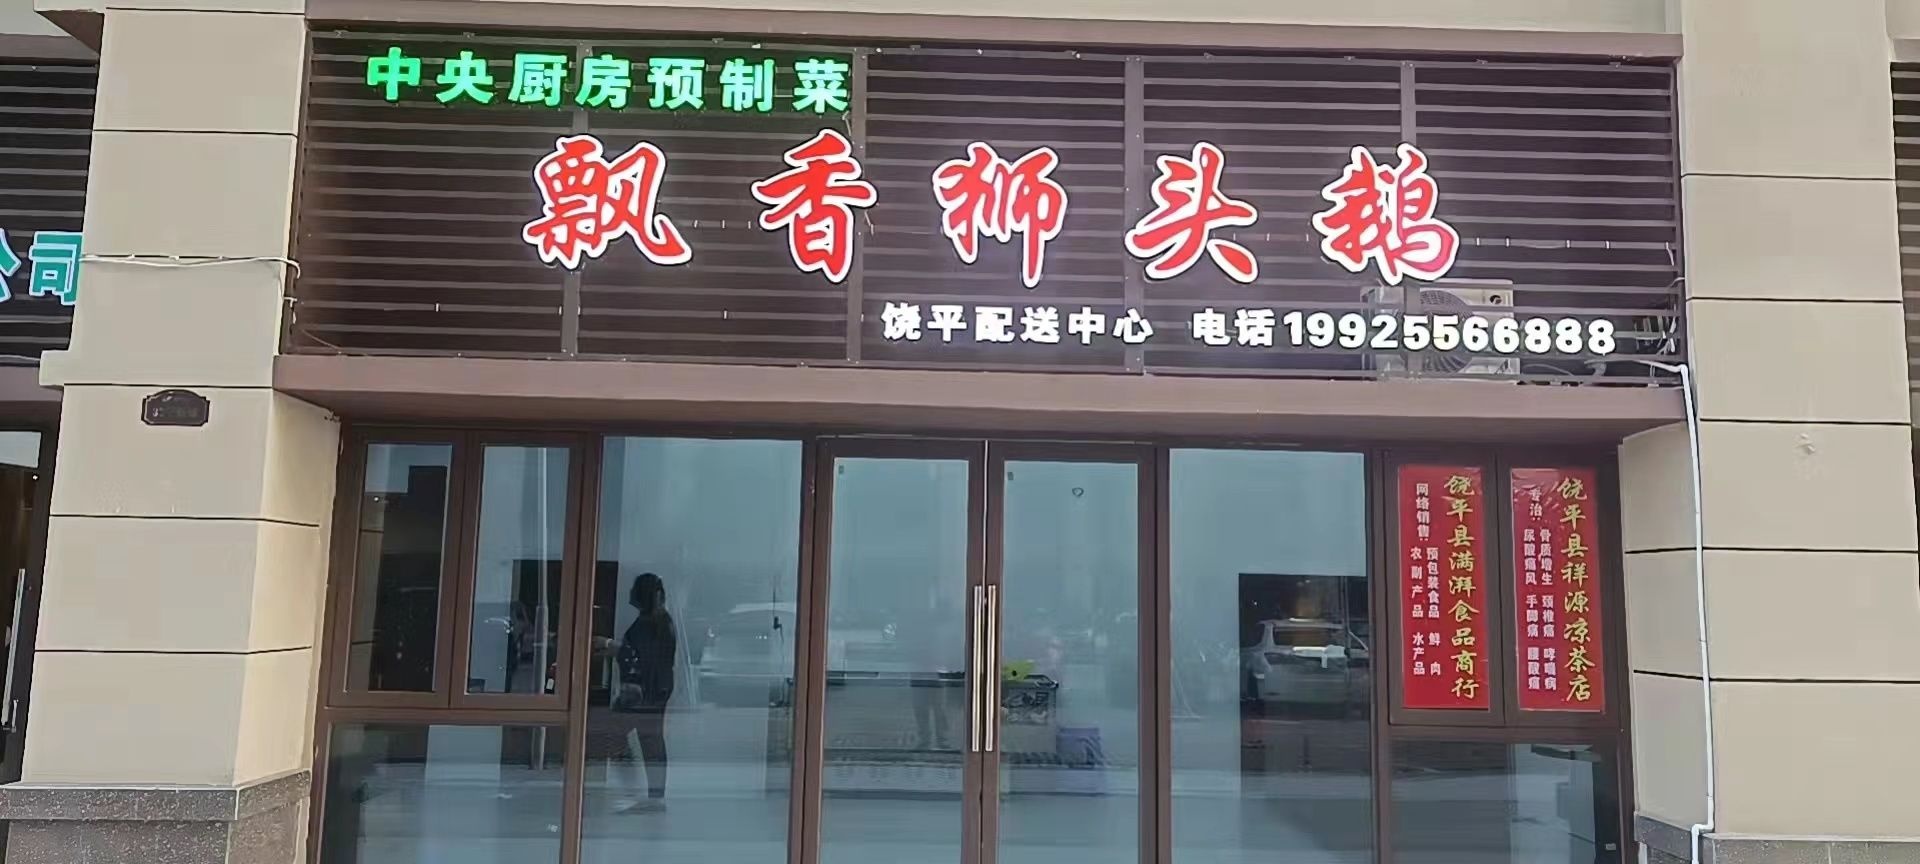 中央厨房预制菜
飘香狮头鹅
饶平配送中心 电话19925566888
公司
饶平县满湃食品商行
网络销售:
预包装食品 鲜肉
农副产品 水产品
饶平县祥源凉茶店
专治:
骨质增生 颈椎痛 哮喘病
尿酸痛风 手脚痛 腰酸痛